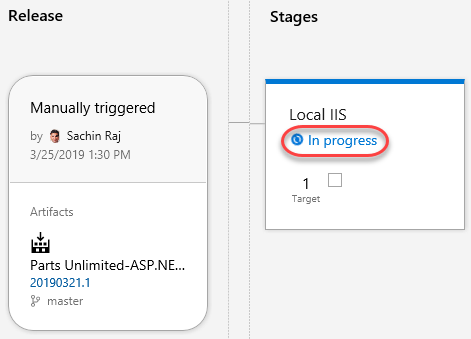 Release
Stages
Manually triggered
by Sachin Raj
3/25/2019 1:30 PM
Artifacts
Parts Unlimited-ASP.NE...
20190321.1
master
Local IIS
In progress
1
Target